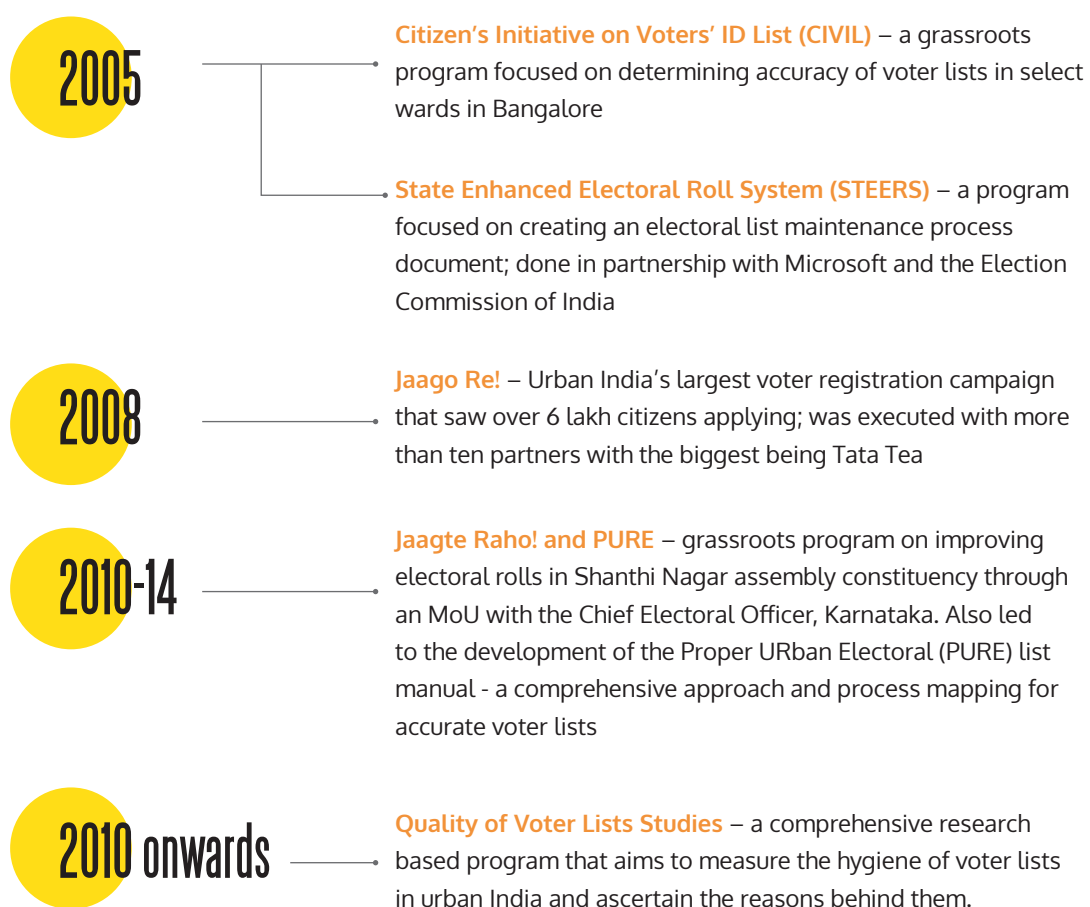 2005
Citizen’s Initiative on Voters’ ID List (CIVIL) – a grassroots
program focused on determining accuracy of voter lists in select
wards in Bangalore
State Enhanced Electoral Roll System (STEERS) – a program
focused on creating an electoral list maintenance process
document; done in partnership with Microsoft and the Election
Commission of India
2008
Jaago Re! – Urban India’s largest voter registration campaign
that saw over 6 lakh citizens applying; was executed with more
than ten partners with the biggest being Tata Tea
2010-14
Jaagte Raho! and PURE – grassroots program on improving
electoral rolls in Shanthi Nagar assembly constituency through
an MoU with the Chief Electoral Officer, Karnataka. Also led
to the development of the Proper URban Electoral (PURE) list
manual - a comprehensive approach and process mapping for
accurate voter lists
2010 onwards
Quality of Voter Lists Studies – a comprehensive research
based program that aims to measure the hygiene of voter lists
in urban India and ascertain the reasons behind them.